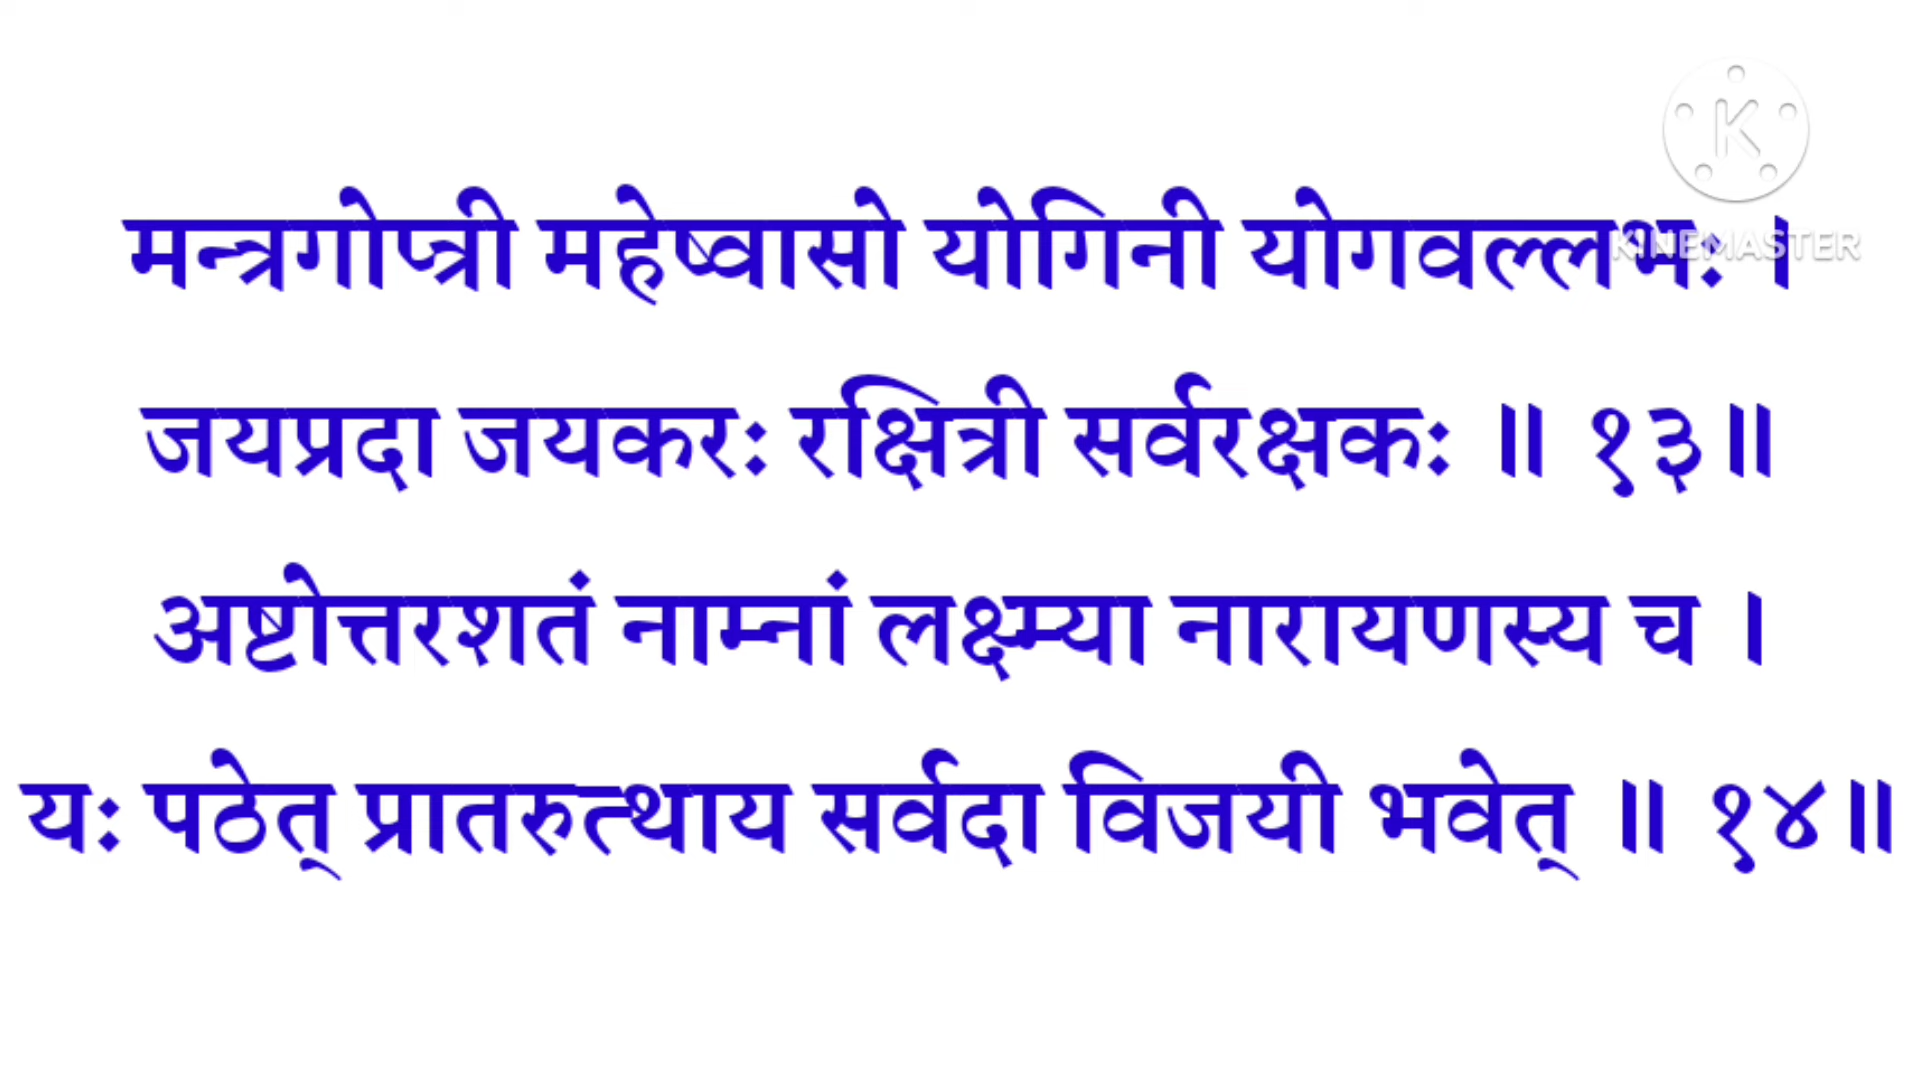 मन्त्रगोप्त्री महेष्वासो योगिनी योगवल्लभः ।
जयप्रदा जयकरः रक्षित्री सर्वरक्षकः ॥ १३॥
अष्टोत्तरशतं नाम्नां लक्ष्म्या नारायणस्य च ।
यः पठेत् प्रातरुत्थाय सर्वदा विजयी भवेत् ॥ १४॥
K
KINEMASTER